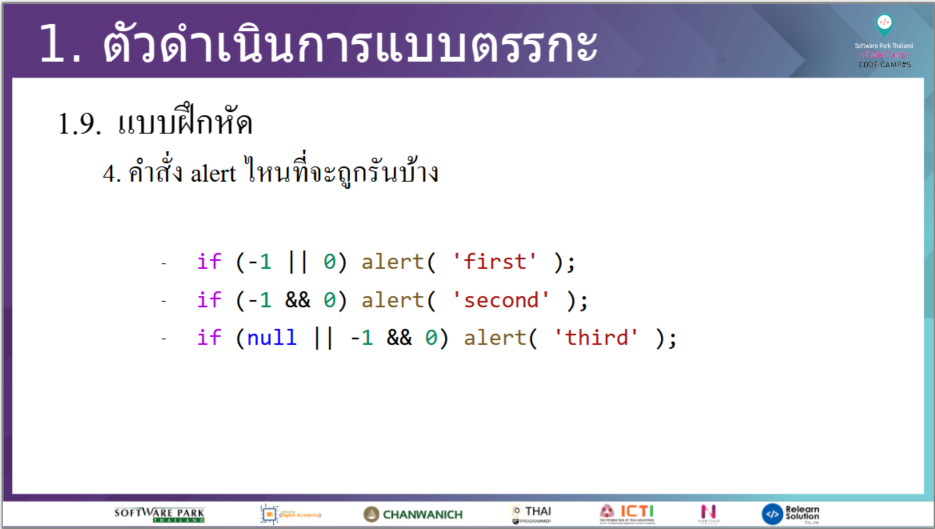 1. ตัวดำเนินการแบบตรรกะ
Software Park Thailand
CODE CAMP#5
1.9. แบบฝึกหัด
4. คำสั่ง alert ไหนที่จะถูกรันบ้าง
- if (-1 || 0) alert( 'first' );
- if (-1 && 0) alert( 'second' );
- if (null || -1 && 0) alert( 'third' );
SOFTWARE PARK
THAILAND
Digital Academy
CHANWANICH
THAI
PROGRAMMER
ICTI
Relearn
Solution